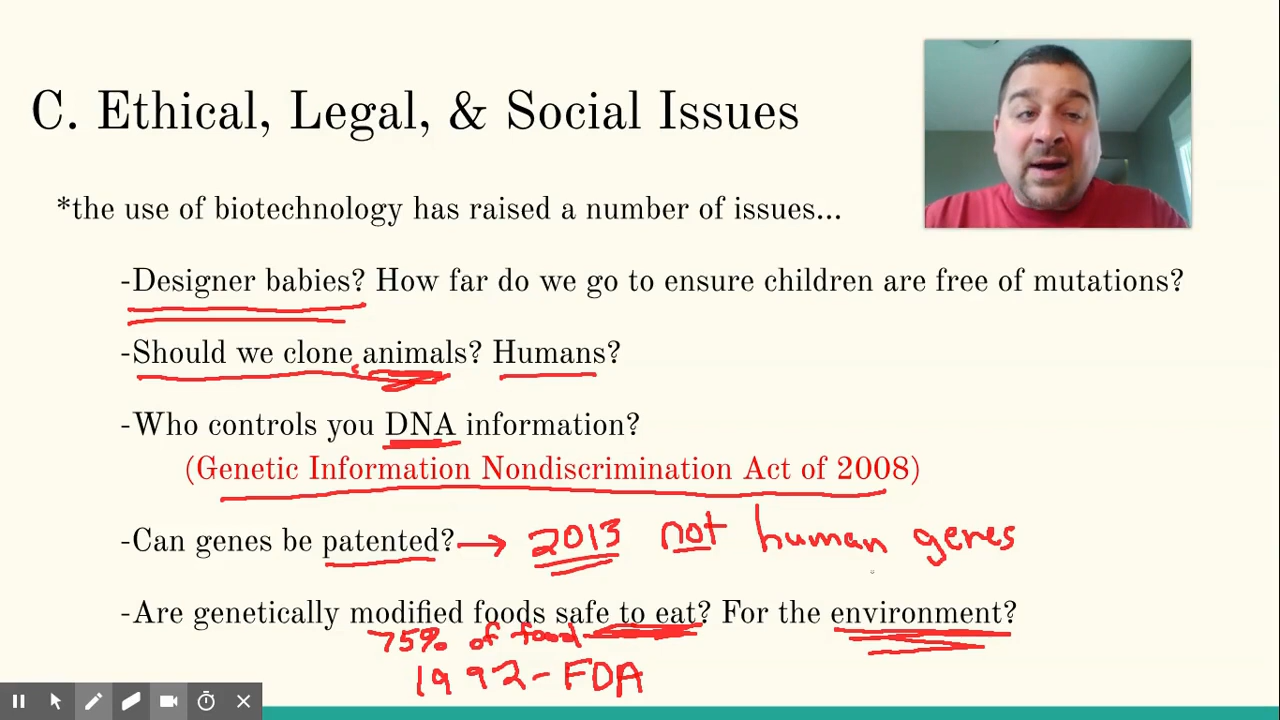 C. Ethical, Legal, & Social Issues
*the use of biotechnology has raised a number of issues...
-Designer babies? How far do we go to ensure children are free of mutations?
-Should we clone animals? Humans?
-Who controls you DNA information?
(Genetic Information Nondiscrimination Act of 2008)
-Can genes be patented? → 2013 not human genes
-Are genetically modified foods safe to eat? For the environment?
75% of food
1992 - FDA